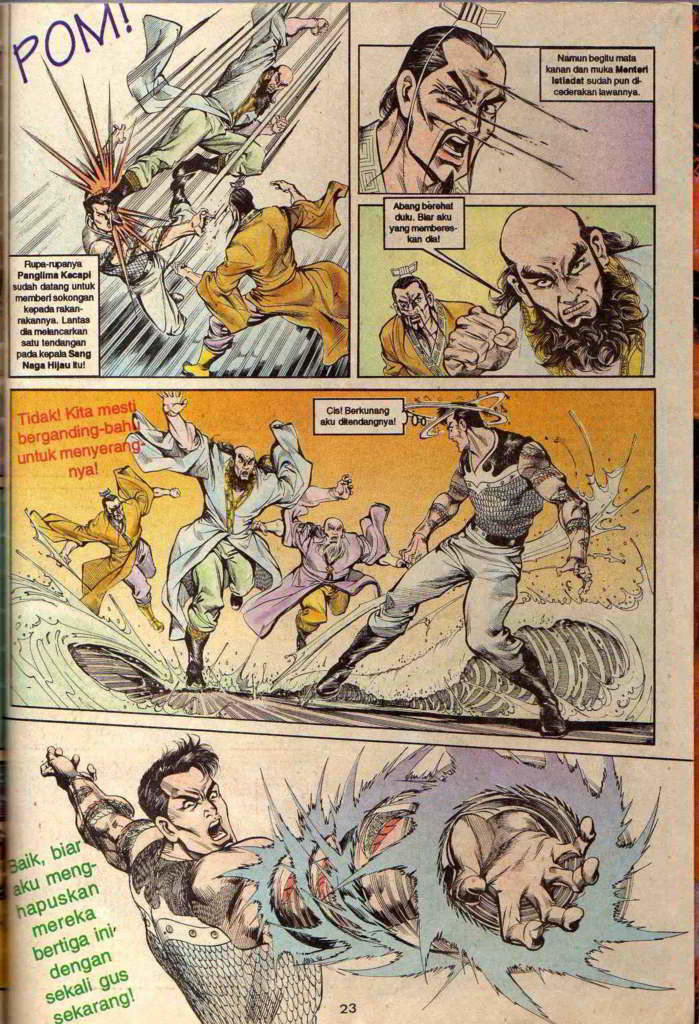 POM!
Rupa-rupanya
Panglima Kecapi
sudah datang untuk
memberi sokongan
kepada rakan-
rakannya. Lantas
dia melancarkan
satu tendangan
pada kepala Sang
Naga Hijau itu!
Namun begitu mata
kanan dan muka Menteri
Istiadat sudah pun di-
cederakan lawannya.
Abang berehat
dulu. Biar aku
yang memberes-
kan dia!
Tidak! Kita mesti
berganding-bahu
untuk menyerang-
nya!
Cis! Berkunang
aku ditendangnya!
Baik, biar
aku meng-
hapuskan
mereka
bertiga ini
dengan
sekali gus
sekarang!
23